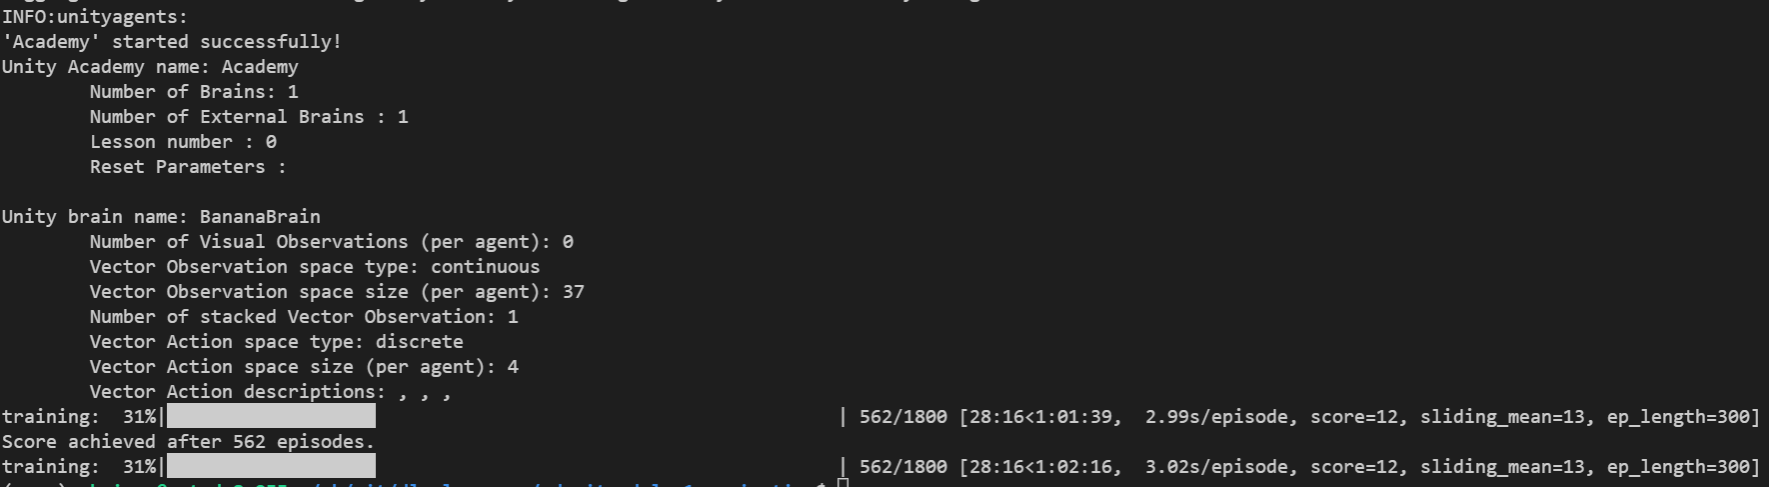 INFO:unityagents:
'Academy' started successfully!
Unity Academy name: Academy
Number of Brains: 1
Number of External Brains : 1
Lesson number : 0
Reset Parameters :
Unity brain name: BananaBrain
Number of Visual Observations (per agent): 0
Vector Observation space type: continuous
Vector Observation space size (per agent): 37
Number of stacked Vector Observation: 1
Vector Action space type: discrete
Vector Action space size (per agent): 4
Vector Action descriptions: , , ,
training:  31%| | 562/1800 [28:16<1:01:39,  2.99s/episode, score=12, sliding_mean=13, ep_length=300]
Score achieved after 562 episodes.
training:  31%| | 562/1800 [28:16<1:02:16,  3.02s/episode, score=12, sliding_mean=13, ep_length=300]